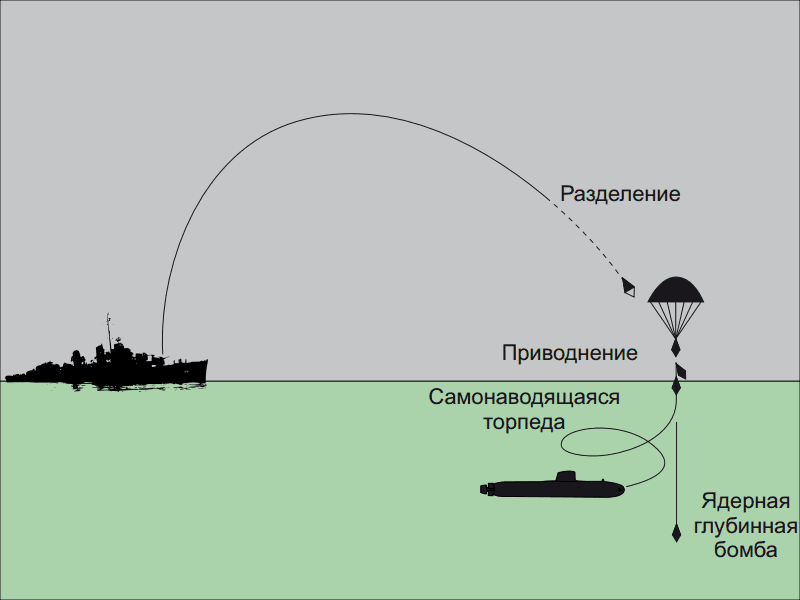 Разделение
Приводнение
Самонаводящаяся
торпеда
Ядерная
глубинная
бомба